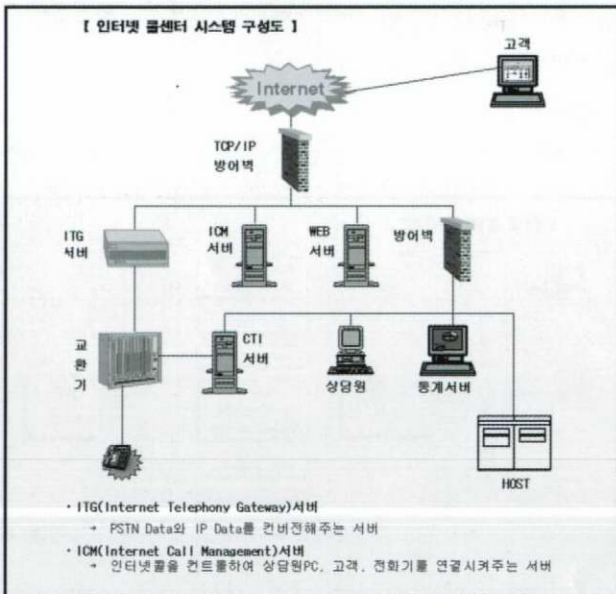 [ 인터넷 콜센터 시스템 구성도 ]
고객
Internet
TCP/IP
방어벽
ITG
서버
ICM
서버
WEB
서버
방어벽
교
환
기
CTI
서버
상담원
통계서버
HOST
· ITG(Internet Telephony Gateway)서버
→ PSTN Data와 IP Data를 컨버전해주는 서버
· ICM(Internet Call Management)서버
→ 인터넷콜을 컨트롤하여 상담원PC, 고객, 전화기를 연결시켜주는 서버